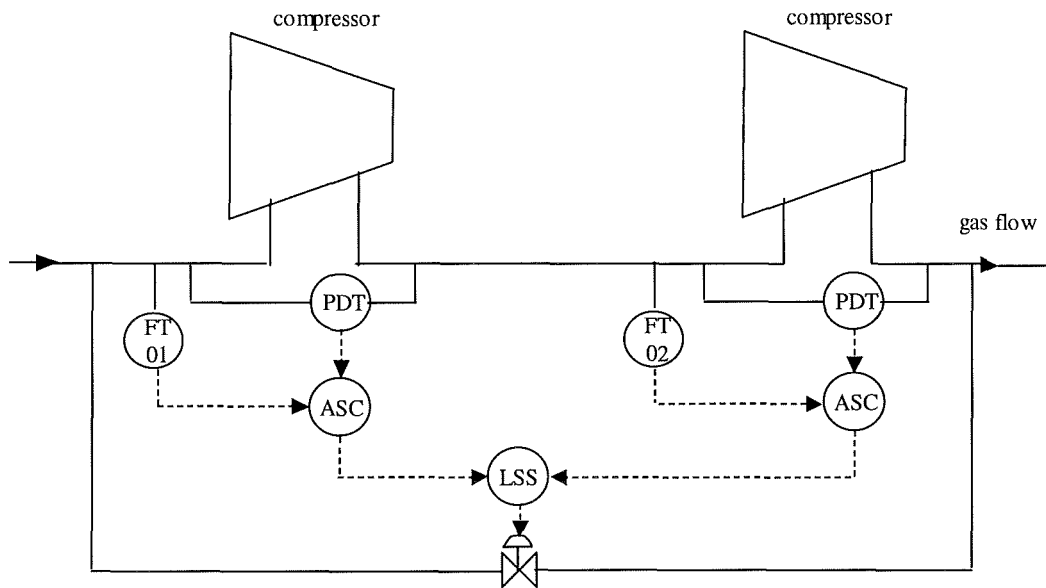 compressor
compressor
gas flow
PDT
PDT
FT
01
FT
02
ASC
ASC
LSS